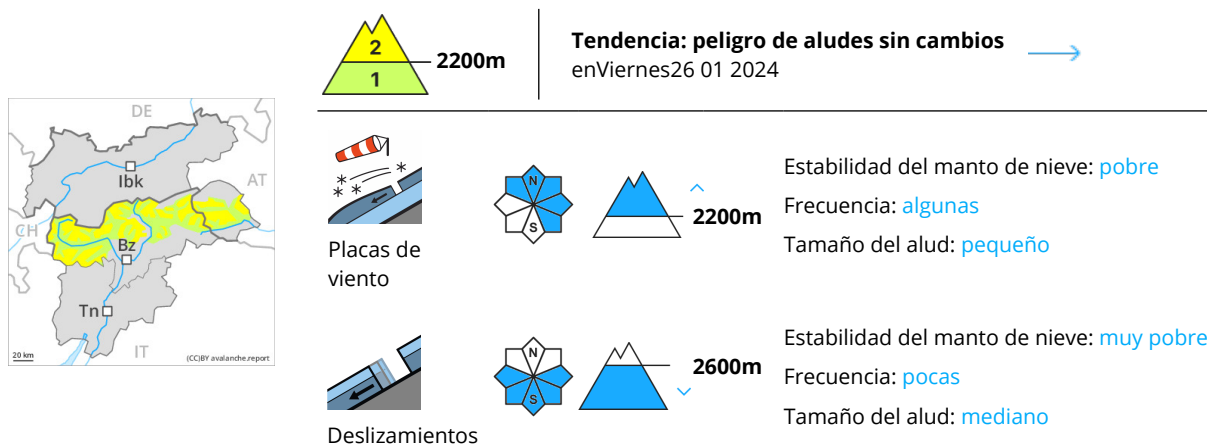 2
1
2200m
Tendencia: peligro de aludes sin cambios
enViernes26 01 2024
DE
Ibk
AT
CH
Bz
Tn
IT
20 km
(CC)BY avalanche.report
Placas de
viento
N
S
2200m
Estabilidad del manto de nieve: pobre
Frecuencia: algunas
Tamaño del alud: pequeño
Deslizamientos
N
S
2600m
Estabilidad del manto de nieve: muy pobre
Frecuencia: pocas
Tamaño del alud: mediano